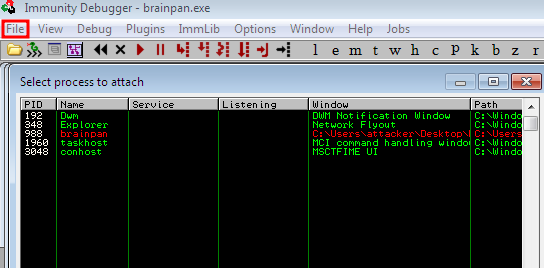 Immunity Debugger - brainpan.exe
File View Debug Plugins ImmLib Options Window Help Jobs
l e m t w h c p k b z r
Select process to attach
PID Name Service Listening Window Path
192 Dwm DWM Notification Window C:\Windo
348 Explorer Network Flyout C:\Windo
988 brainpan C:\Users\attacker\Desktop\ C:\Users
1960 taskhost MCI command handling window C:\Windo
3048 conhost MSCTFIME UI C:\Windo